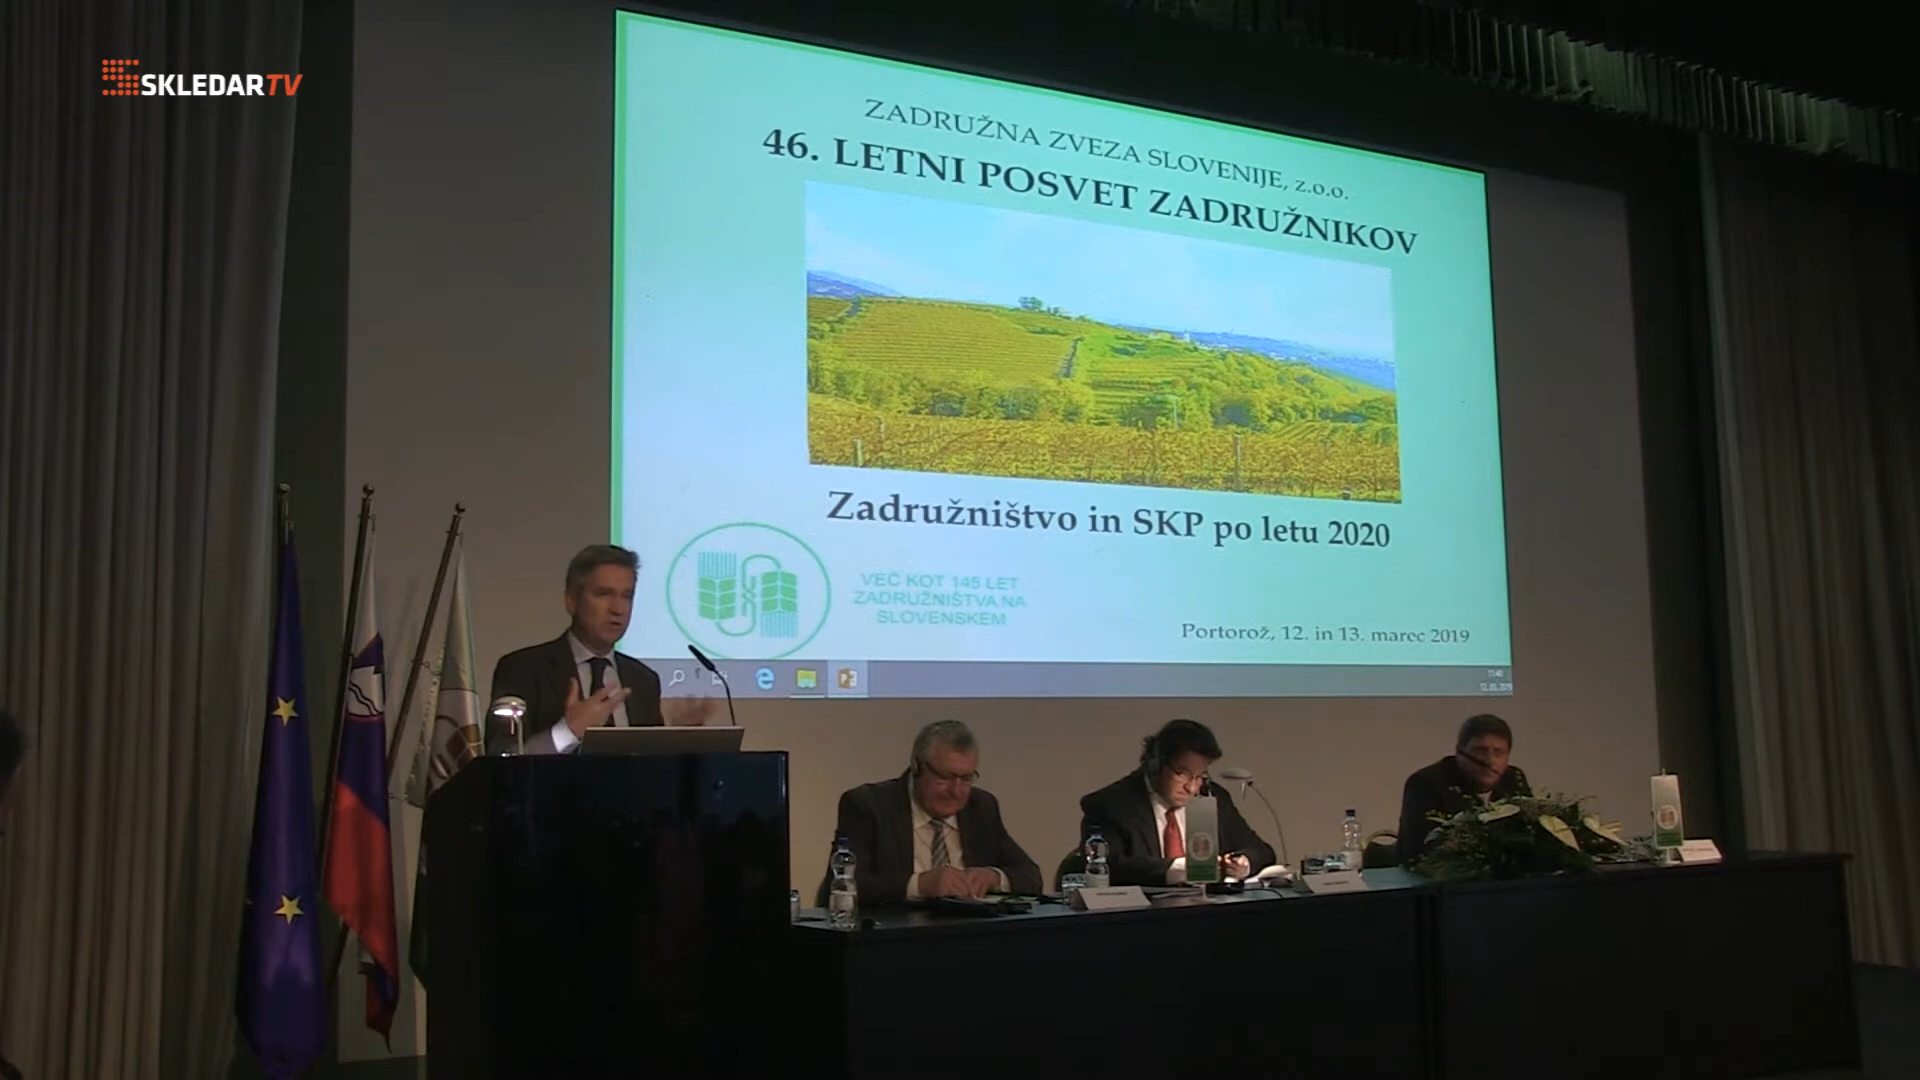 SKLEDARTV
ZADRUŽNA ZVEZA SLOVENIJE, z.o.o.
46. LETNI POSVET ZADRUŽNIKOV
Zadružništvo in SKP po letu 2020
VEČ KOT 145 LET
ZADRUŽNIŠTVA NA
SLOVENSKEM
Portorož, 12. in 13. marec 2019